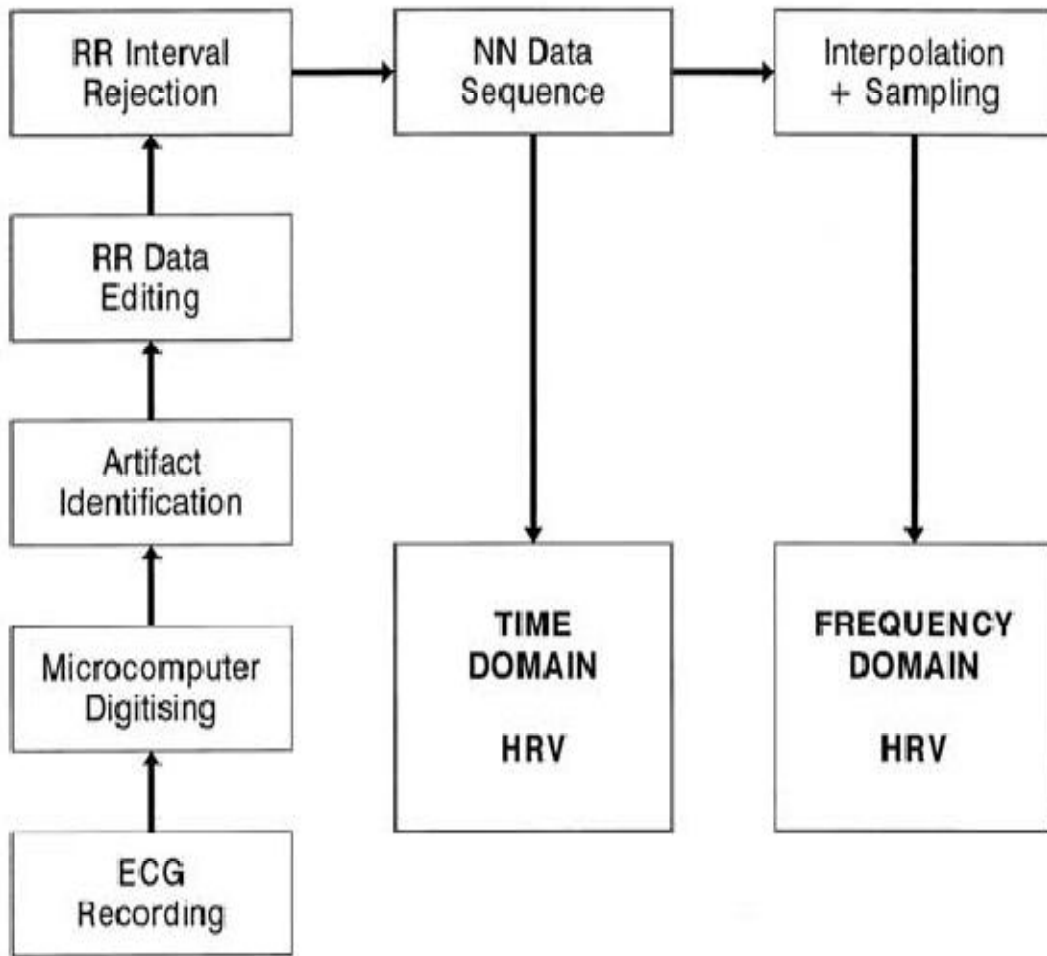 RR Interval
Rejection
NN Data
Sequence
Interpolation
+ Sampling
RR Data
Editing
Artifact
Identification
Microcomputer
Digitising
ECG
Recording
TIME
DOMAIN
HRV
FREQUENCY
DOMAIN
HRV